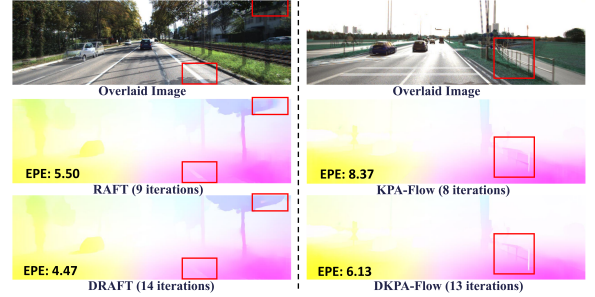 Overlaid Image
EPE: 5.50
RAFT (9 iterations)
EPE: 4.47
DRAFT (14 iterations)
Overlaid Image
EPE: 8.37
KPA-Flow (8 iterations)
EPE: 6.13
DKPA-Flow (13 iterations)